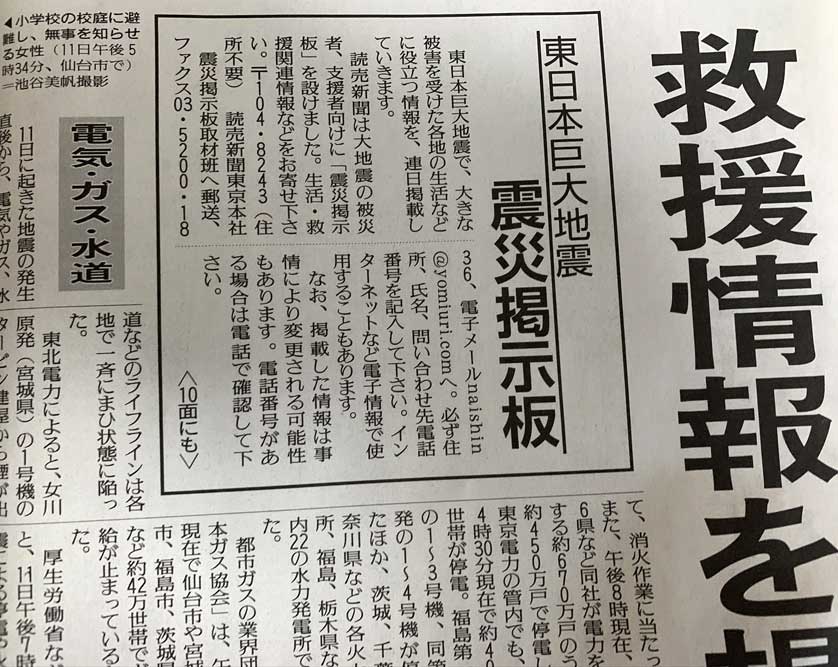 救援情報を
東日本巨大地震
震災掲示板
東日本巨大地震で、大きな
被害を受けた各地の生活など
に役立つ情報を、連日掲載し
ていきます。
読売新聞は大地震の被災
者、支援者向けに「震災掲示
板」を設けました。生活・救
援関連情報などをお寄せ下さ
い。〒104・8243（住
所不要）　読売新聞東京本社
震災掲示板取材班へ郵送、
ファクス03・5200・18
36、電子メールnaishin
@yomiuri.comへ。必ず住
所、氏名、問い合わせ先電話
番号を記入して下さい。イン
ターネットなど電子情報で使
用することもあります。
なお、掲載した情報は事
情により変更される可能性
もあります。電話番号があ
る場合は電話で確認して下
さい。
〈10面にも〉
◀小学校の校庭に避
難し、無事を知らせ
る女性（11日午後5
時34分、仙台市で）
＝池谷美帆撮影
電気・ガス・水道
11日に起きた地震の発生
直後から、電気やガス、水
道などのライフラインは各
地で一斉にまひ状態に陥っ
た。
東北電力によると、女川
原発（宮城県）の1号機の
タービン建屋から煙が出
て、消火作業に当たっ
また、午後8時現在、
6県など同社が電力を
する約670万戸のう
約450万戸で停電し
東京電力の管内でも、
4時30分現在で約40
世帯が停電。福島第
の1～3号機、同第
発の1～4号機が停
たほか、茨城、千葉
奈川県などの各火
所、福島、栃木県な
内22の水力発電所で
た。
都市ガスの業界団
本ガス協会」は、午
現在で仙台市や宮城
市、福島市、茨城県
など約42万世帯で
給が止まっている
た。
厚生労働省な
と、11日午後7時
震による停電や